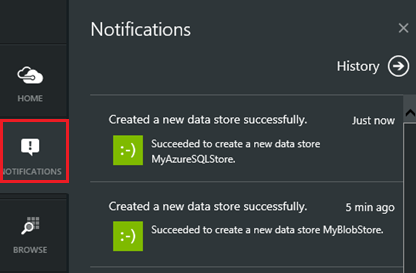 Notifications
History
HOME
NOTIFICATIONS
BROWSE
Created a new data store successfully. Just now
:-)
Succeeded to create a new data store
MyAzureSQLStore.
Created a new data store successfully. 5 min ago
:-)
Succeeded to create a new data store MyBlobStore.